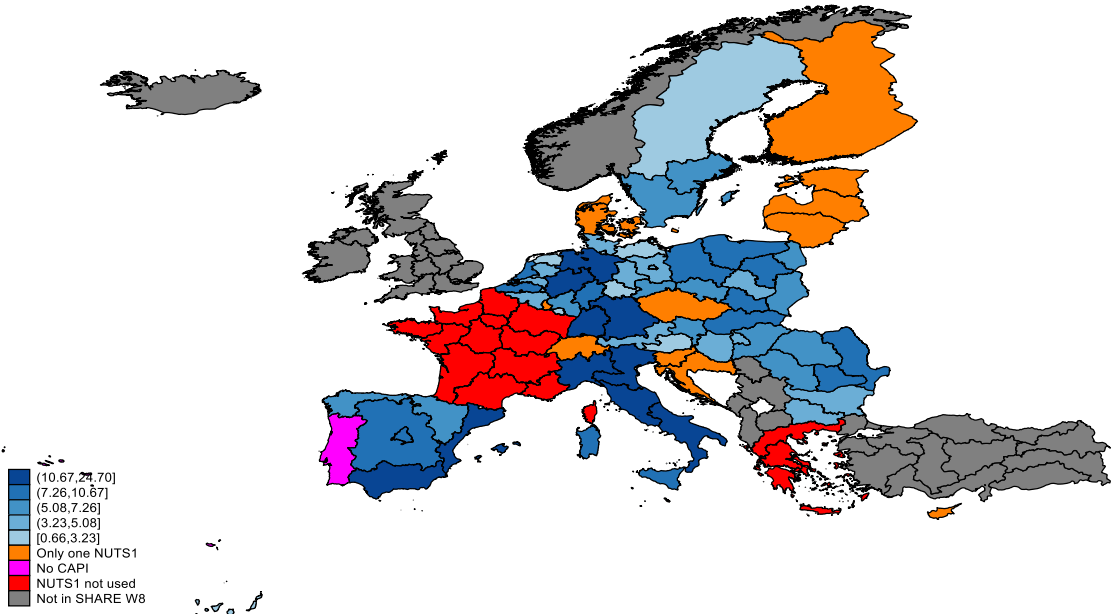 (10.67,24.70]
(7.26,10.67]
(5.08,7.26]
(3.23,5.08]
[0.66,3.23]
Only one NUTS1
No CAPI
NUTS1 not used
Not in SHARE W8